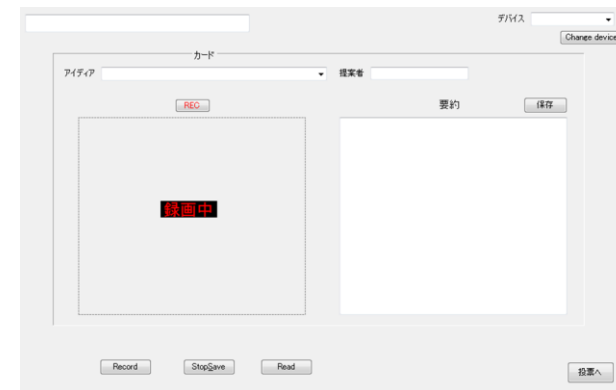 デバイス
Change device
カード
アイディア
提案者
REC
要約
保存
録画中
Record
StopSave
Read
投票へ